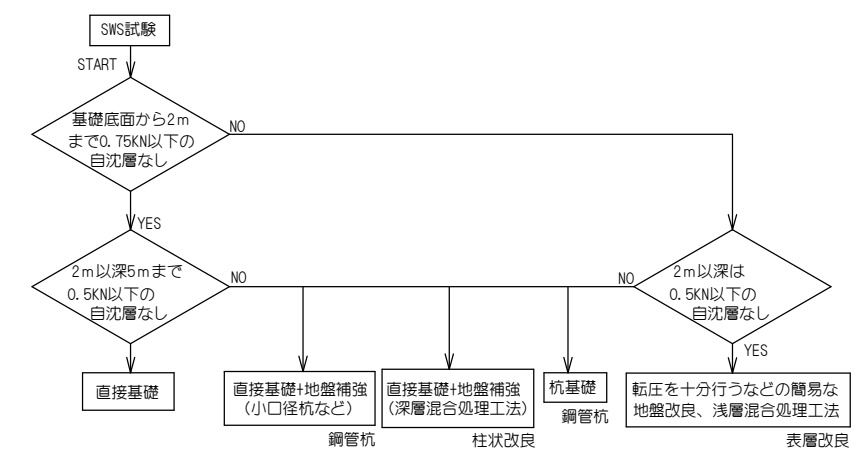 SWS試験
START
基礎底面から2m
まで0.75KN以下の
自沈層なし
NO
YES
2m以深5mまで
0.5KN以下の
自沈層なし
NO
NO
2m以深は
0.5KN以下の
自沈層なし
YES
直接基礎
直接基礎+地盤補強
(小口径杭など)
鋼管杭
直接基礎+地盤補強
(深層混合処理工法)
柱状改良
杭基礎
鋼管杭
転圧を十分行うなどの簡易な
地盤改良、浅層混合処理工法
表層改良